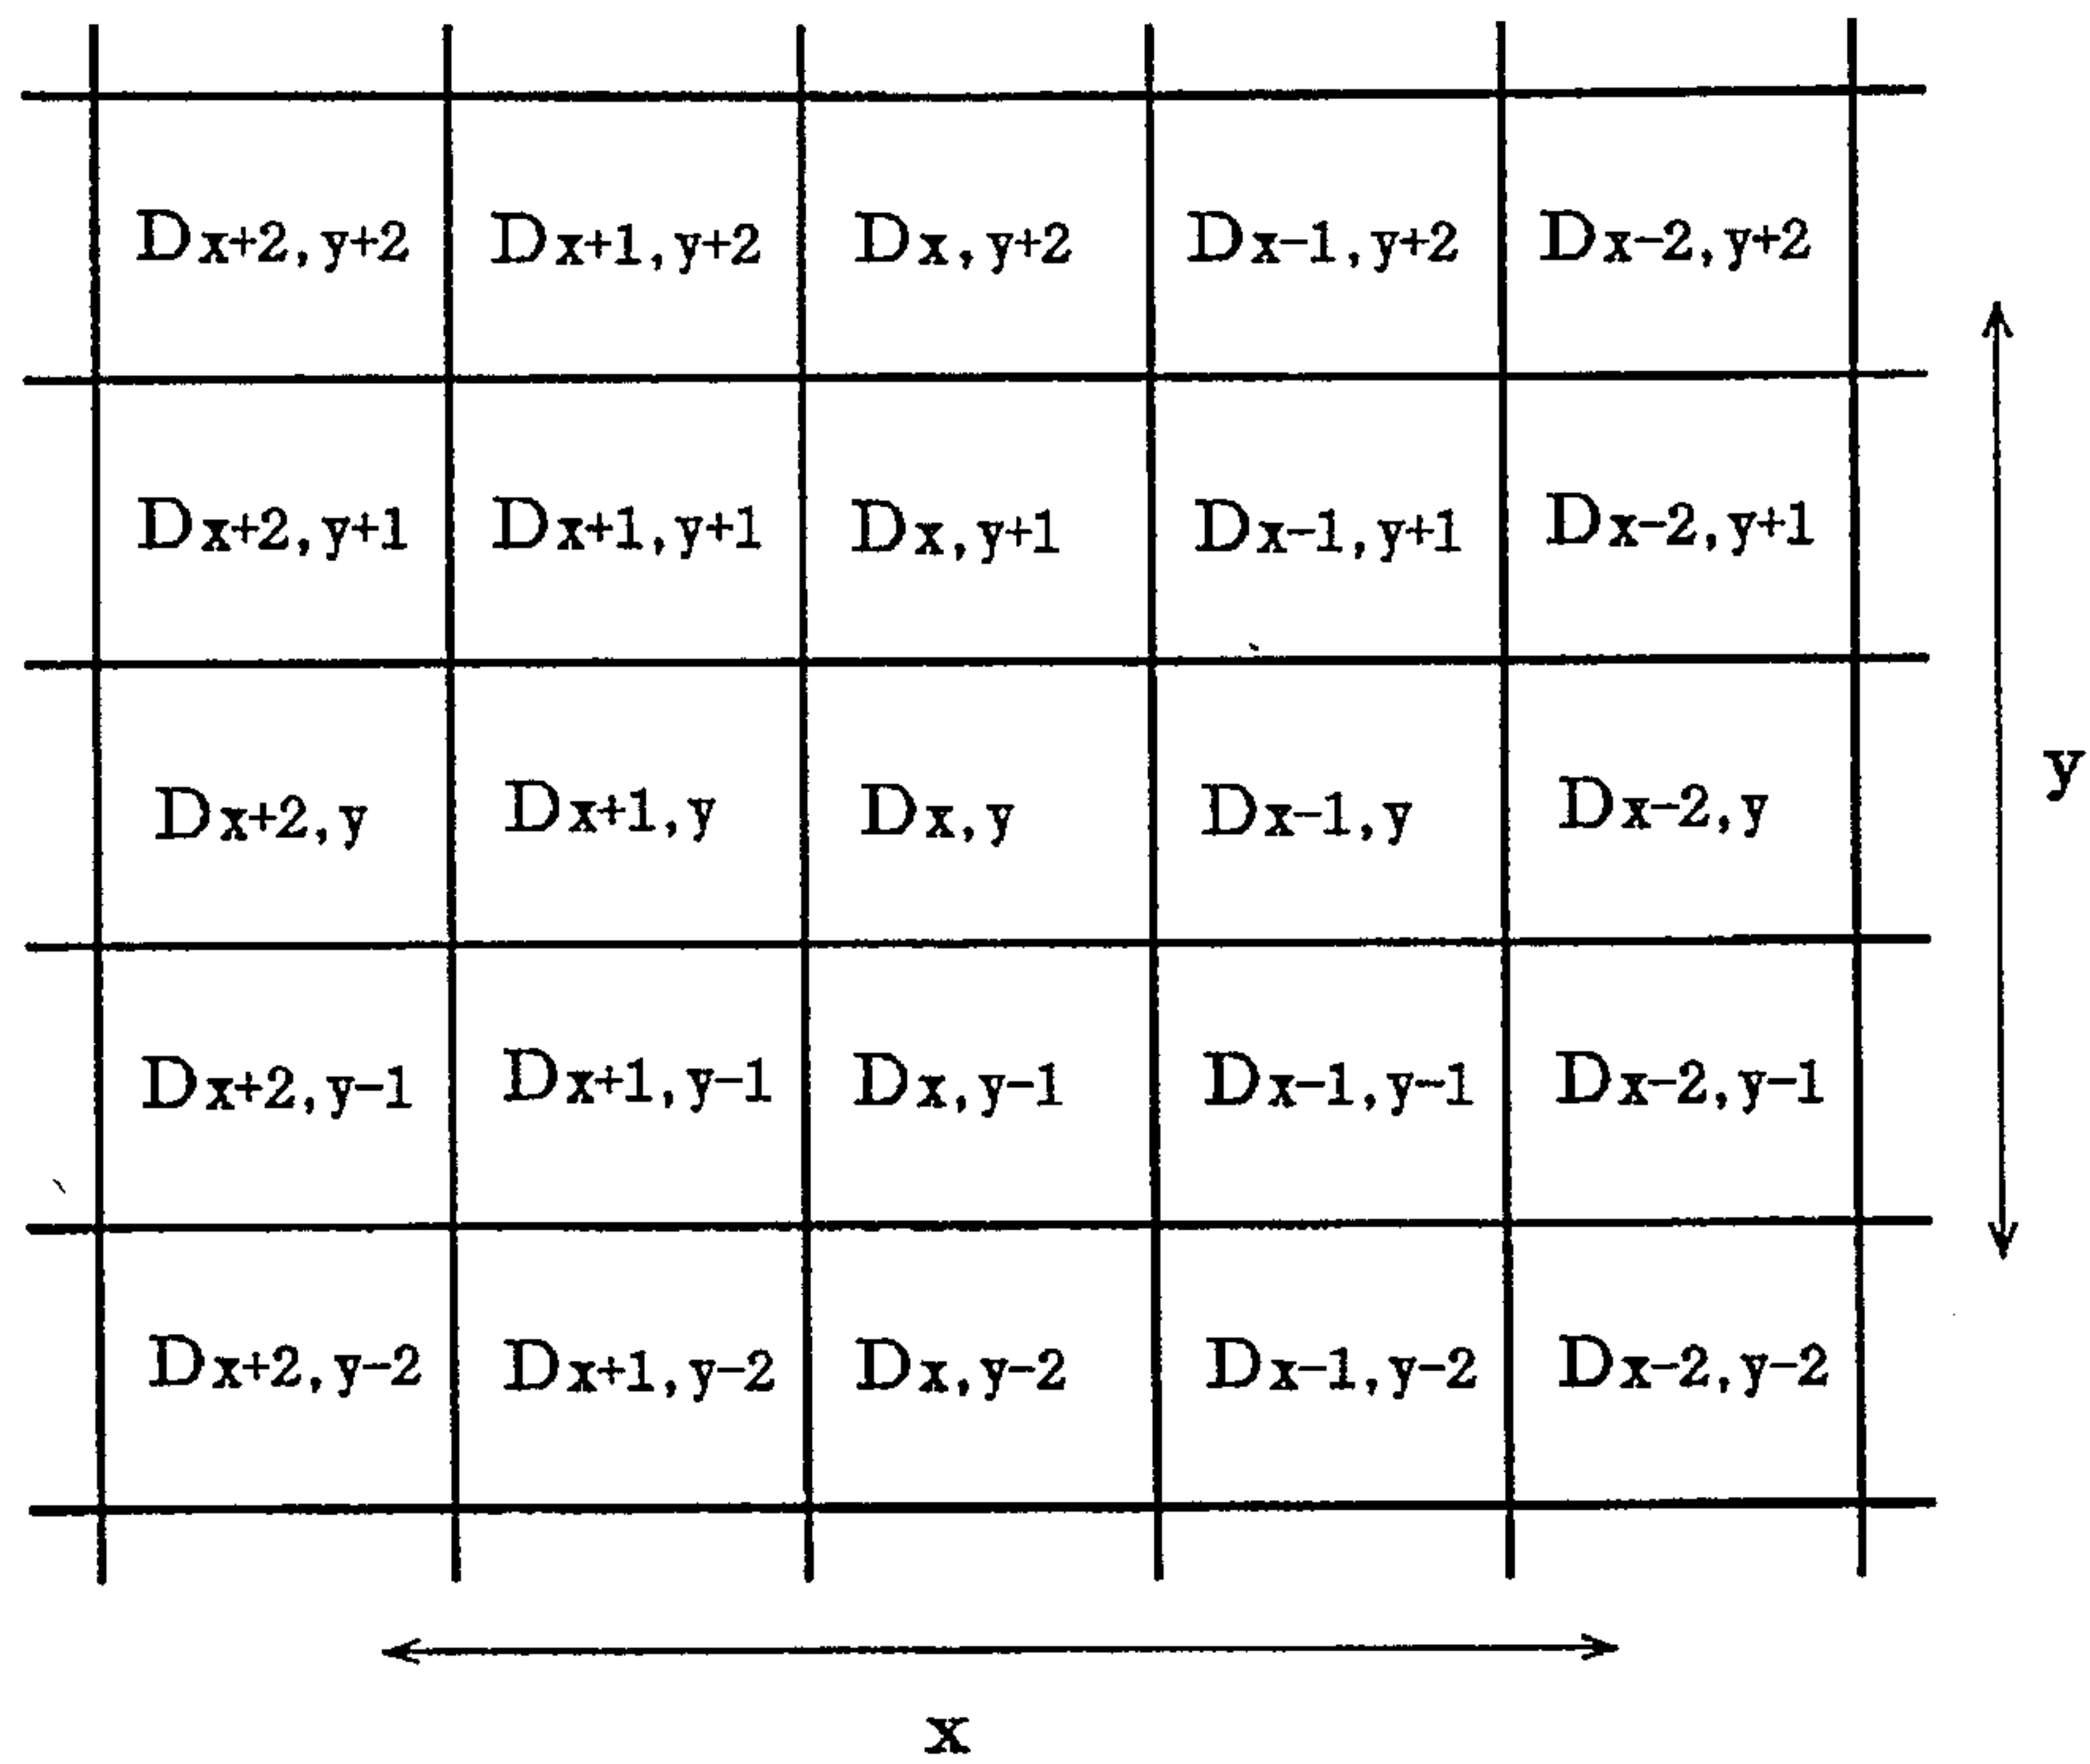 Dx+2,y+2 Dx+1,y+2 Dx,y+2 Dx-1,y+2 Dx-2,y+2
Dx+2,y+1 Dx+1,y+1 Dx,y+1 Dx-1,y+1 Dx-2,y+1
Dx+2,y Dx+1,y Dx,y Dx-1,y Dx-2,y
y
Dx+2,y-1 Dx+1,y-1 Dx,y-1 Dx-1,y-1 Dx-2,y-1
Dx+2,y-2 Dx+1,y-2 Dx,y-2 Dx-1,y-2 Dx-2,y-2
x